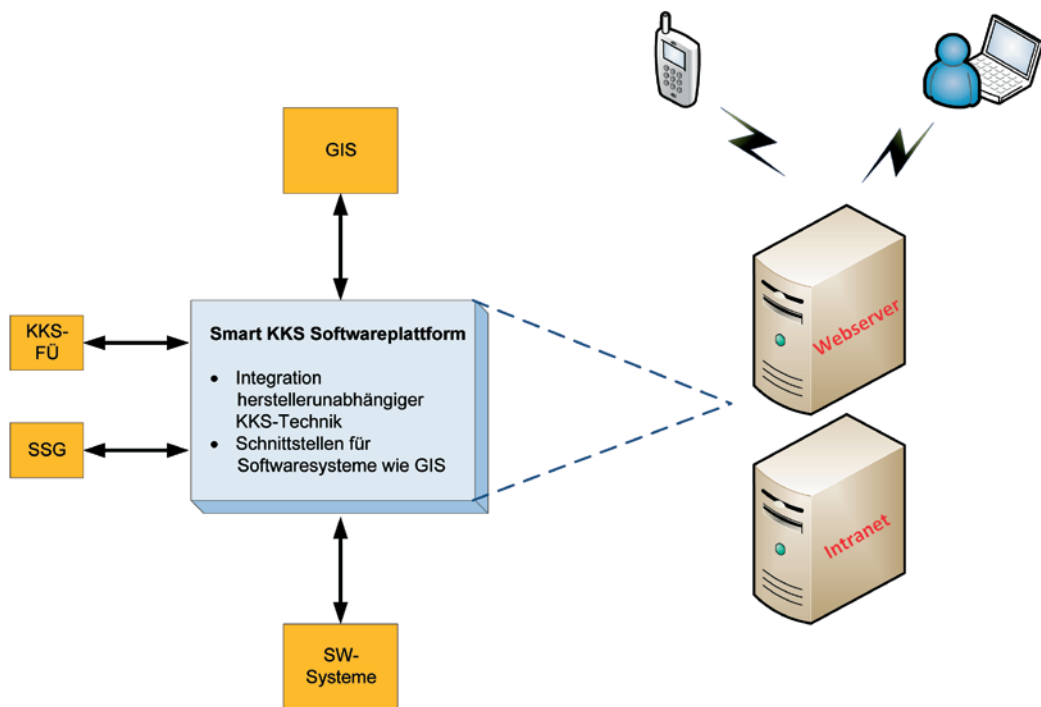 GIS
KKS-
FÜ
SSG
Smart KKS Softwareplattform
• Integration
herstellerunabhängiger
KKS-Technik
• Schnittstellen für
Softwaresysteme wie GIS
SW-
Systeme
Webserver
Intranet